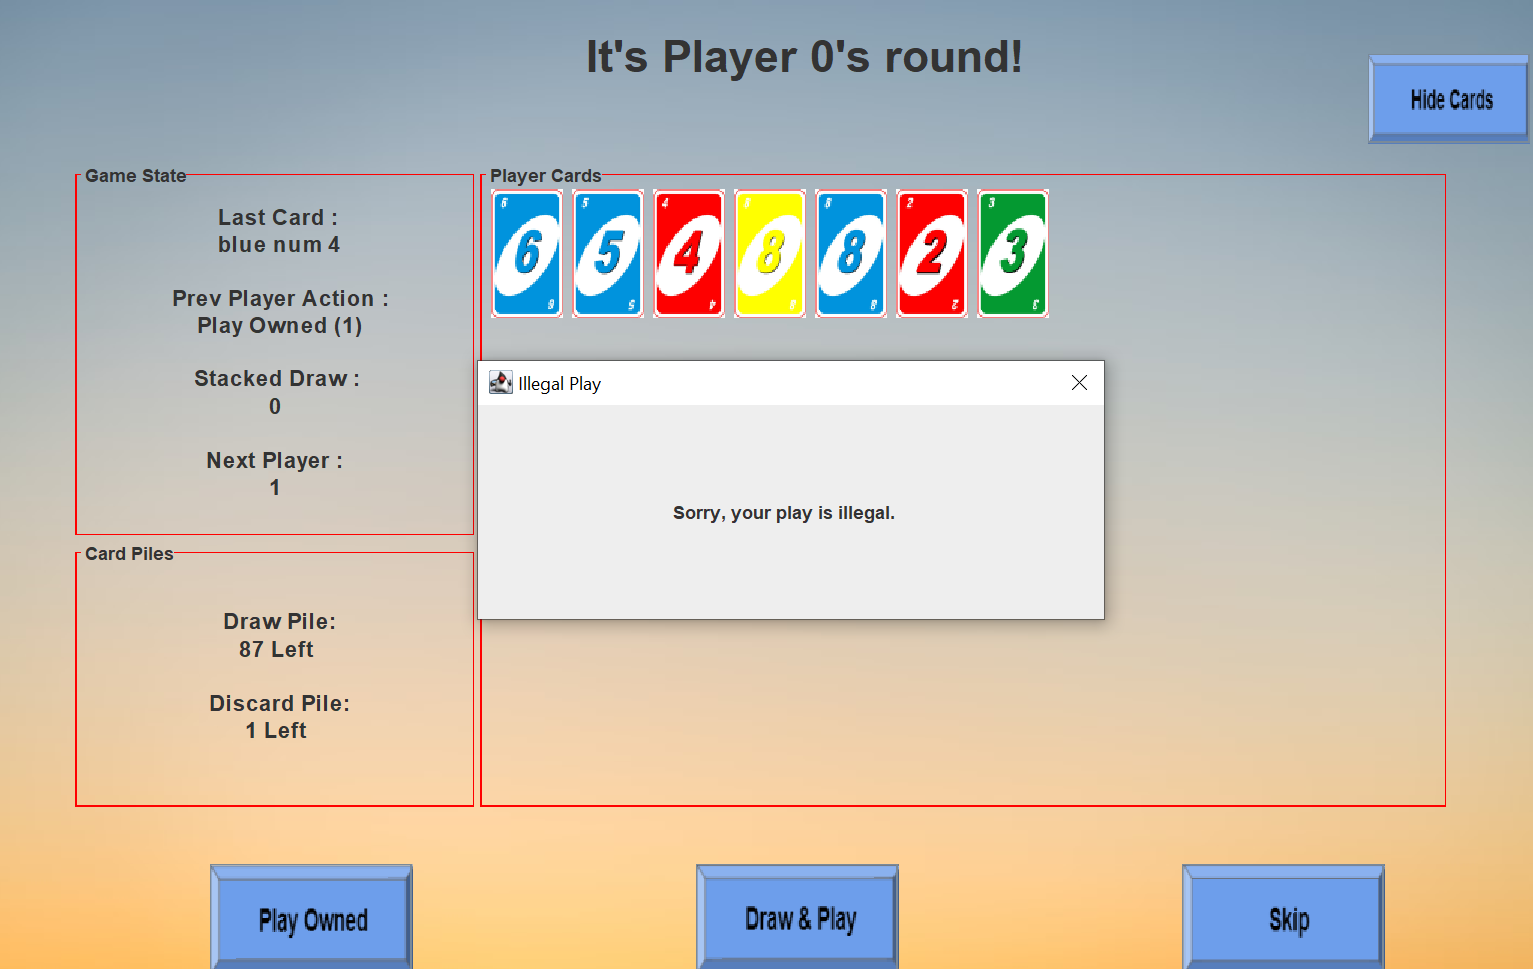 It's Player 0's round!
Hide Cards
Game State
Last Card :
blue num 4
Prev Player Action :
Play Owned (1)
Stacked Draw :
0
Next Player :
1
Player Cards
6 5 4 8 8 2 3
6 5 4 8 8 2 3
6 5 4 8 8 2 3
Illegal Play
Sorry, your play is illegal.
Card Piles
Draw Pile:
87 Left
Discard Pile:
1 Left
Play Owned
Draw & Play
Skip